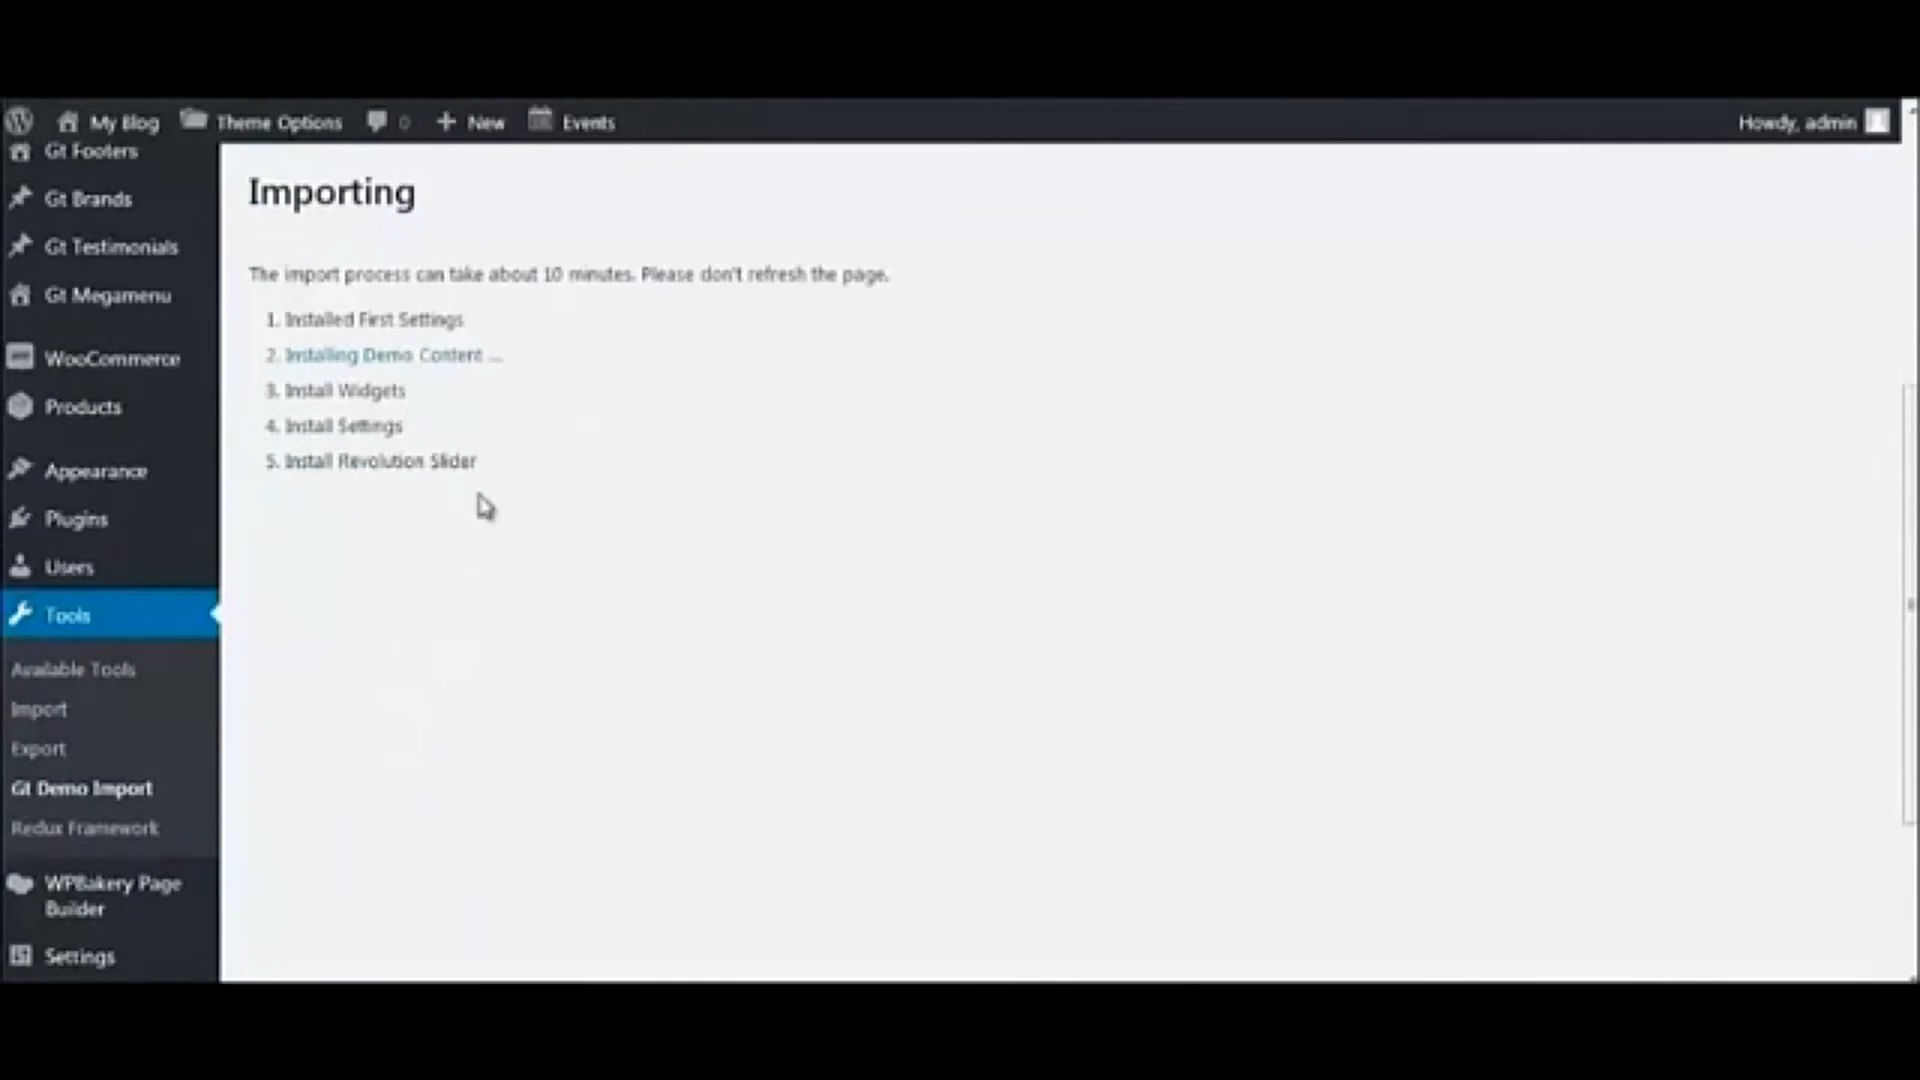 My Blog Theme Options 0 New Events Howdy, admin
Gt Footers
Gt Brands
Gt Testimonials
Gt Megamenu
WooCommerce
Products
Appearance
Plugins
Users
Tools
Available Tools
Import
Export
Gt Demo Import
Redux Framework
WPBakery Page
Builder
Settings
Importing
The import process can take about 10 minutes. Please don't refresh the page.
1. Installed First Settings
2. Installing Demo Content ...
3. Install Widgets
4. Install Settings
5. Install Revolution Slider